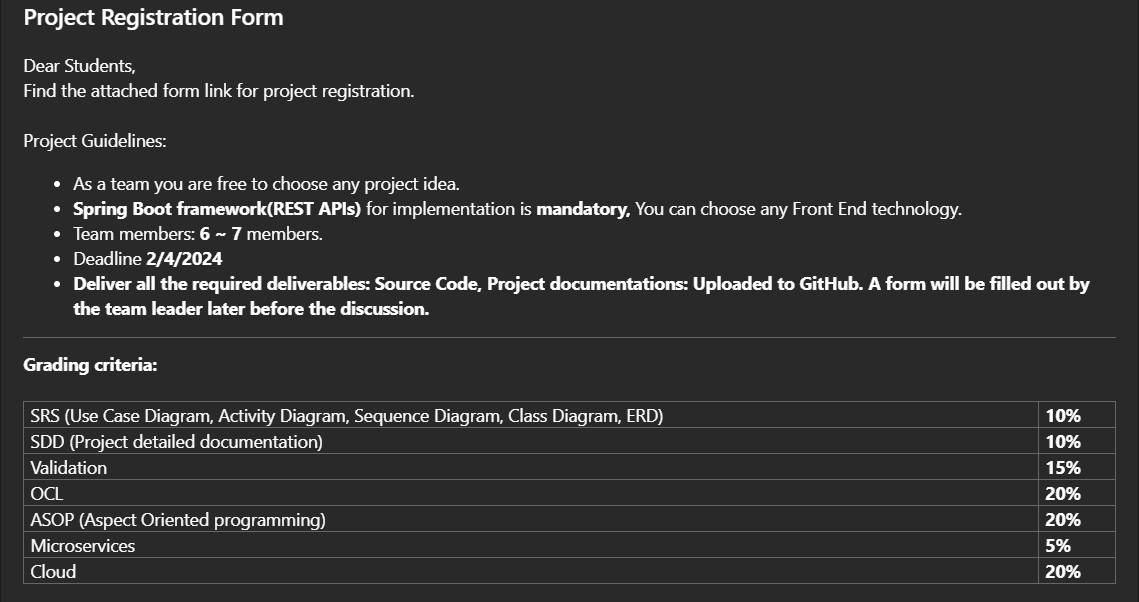 Project Registration Form
Dear Students,
Find the attached form link for project registration.
Project Guidelines:
• As a team you are free to choose any project idea.
• Spring Boot framework(REST APIs) for implementation is mandatory, You can choose any Front End technology.
• Team members: 6 ~ 7 members.
• Deadline 2/4/2024
• Deliver all the required deliverables: Source Code, Project documentations: Uploaded to GitHub. A form will be filled out by
the team leader later before the discussion.
Grading criteria:
SRS (Use Case Diagram, Activity Diagram, Sequence Diagram, Class Diagram, ERD) 10%
SDD (Project detailed documentation) 10%
Validation 15%
OCL 20%
ASOP (Aspect Oriented programming) 20%
Microservices 5%
Cloud 20%